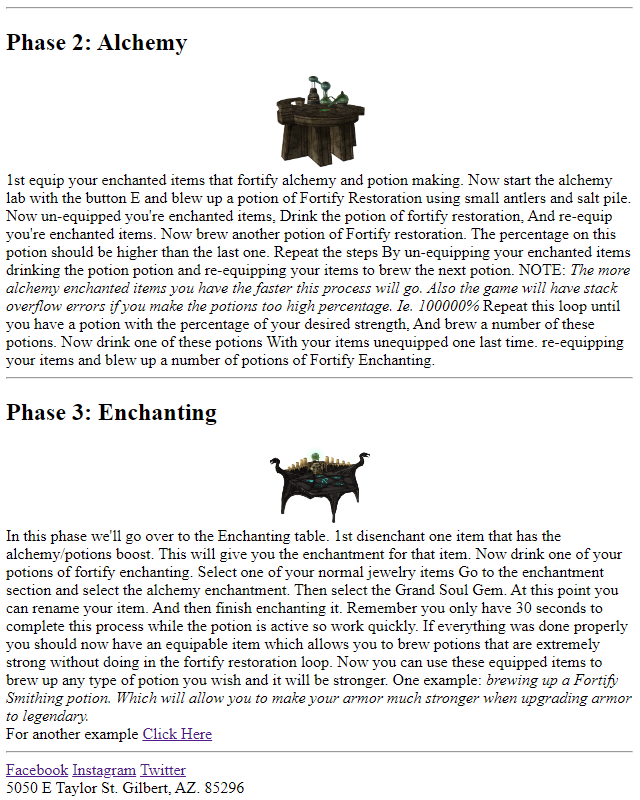 Phase 2: Alchemy
1st equip your enchanted items that fortify alchemy and potion making. Now start the alchemy
lab with the button E and blew up a potion of Fortify Restoration using small antlers and salt pile.
Now un-equipped you're enchanted items, Drink the potion of fortify restoration, And re-equip
you're enchanted items. Now brew another potion of Fortify restoration. The percentage on this
potion should be higher than the last one. Repeat the steps By un-equipping your enchanted items
drinking the potion potion and re-equipping your items to brew the next potion. NOTE: The more
alchemy enchanted items you have the faster this process will go. Also the game will have stack
overflow errors if you make the potions too high percentage. Ie. 100000% Repeat this loop until
you have a potion with the percentage of your desired strength, And brew a number of these
potions. Now drink one of these potions With your items unequipped one last time. re-equipping
your items and blew up a number of potions of Fortify Enchanting.
Phase 3: Enchanting
In this phase we'll go over to the Enchanting table. 1st disenchant one item that has the
alchemy/potions boost. This will give you the enchantment for that item. Now drink one of your
potions of fortify enchanting. Select one of your normal jewelry items Go to the enchantment
section and select the alchemy enchantment. Then select the Grand Soul Gem. At this point you
can rename your item. And then finish enchanting it. Remember you only have 30 seconds to
complete this process while the potion is active so work quickly. If everything was done properly
you should now have an equipable item which allows you to brew potions that are extremely
strong without doing in the fortify restoration loop. Now you can use these equipped items to
brew up any type of potion you wish and it will be stronger. One example: brewing up a Fortify
Smithing potion. Which will allow you to make your armor much stronger when upgrading armor
to legendary.
For another example Click Here
Facebook Instagram Twitter
5050 E Taylor St. Gilbert, AZ. 85296